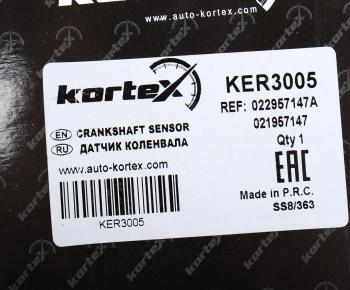 kortex
www.auto-kortex.com
kortex
KER3005
REF: 022957147A
021957147
EN CRANKSHAFT SENSOR
RU ДАТЧИК КОЛЕНВАЛА
Qty 1
www.auto-kortex.com
EAC
KER3005
Made in P.R.C.
SS8/363